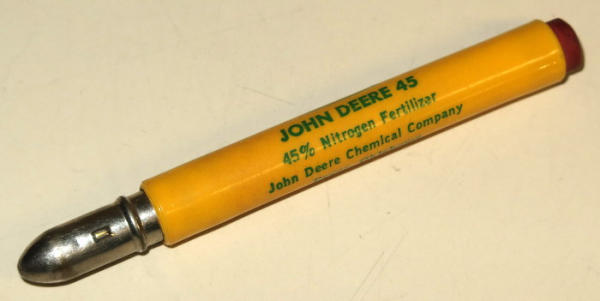 JOHN DEERE 45
45% Nitrogen Fertilizer
John Deere Chemical Company